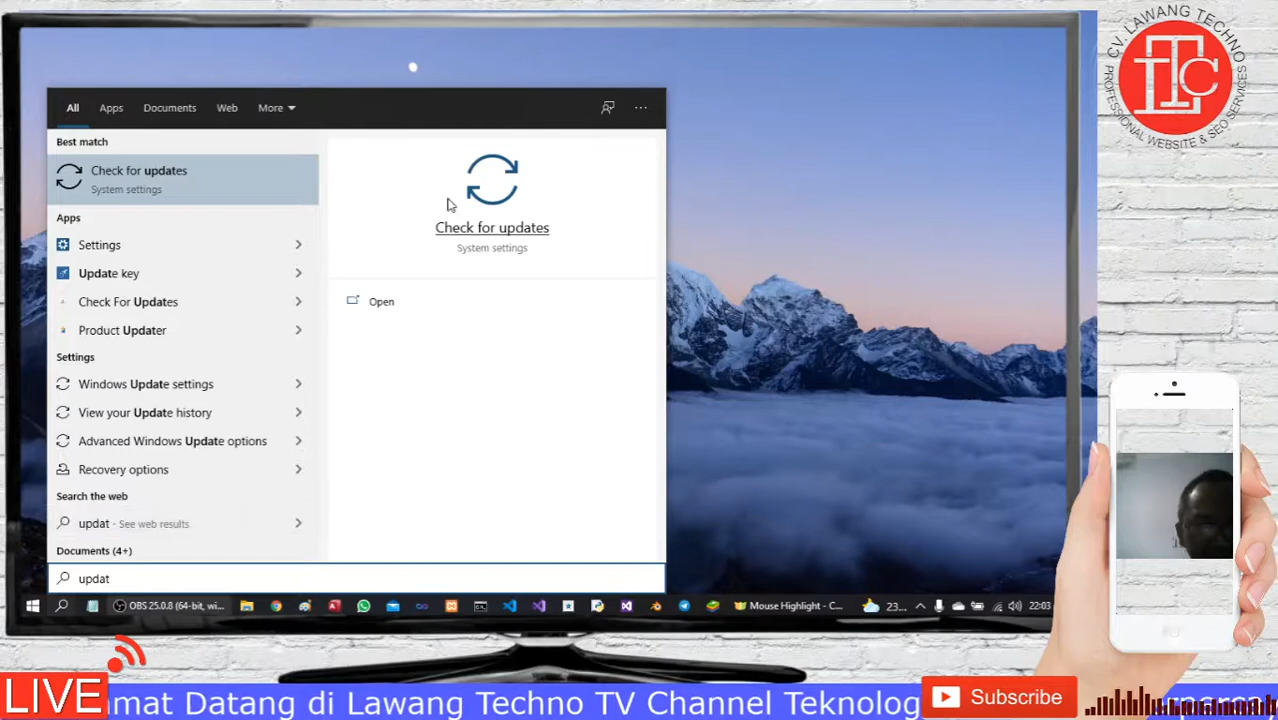 CV. LAWANG TECHNO
LTC
PROFESSIONAL WEBSITE & SEO SERVICES
All Apps Documents Web More
Best match
Check for updates
System settings
Apps
Settings
Update key
Check For Updates
Product Updater
Settings
Windows Update settings
View your Update history
Advanced Windows Update options
Recovery options
Search the web
updat - See web results
Documents (4+)
updat
Check for updates
System settings
Open
OBS 25.0.8 (64-bit, wi...
Mouse Highlight - C...
23...
22:03
LIVE
amat Datang di Lawang Techno TV Channel Teknolog
Subscribe